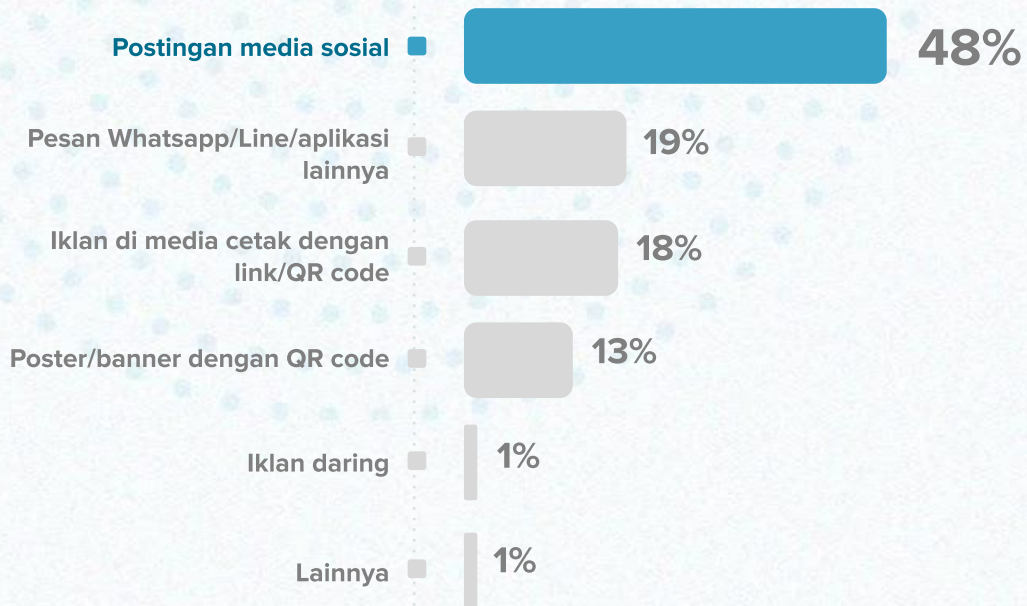 Postingan media sosial
48%
Pesan Whatsapp/Line/aplikasi
lainnya
19%
Iklan di media cetak dengan
link/QR code
18%
Poster/banner dengan QR code
13%
Iklan daring
1%
Lainnya
1%